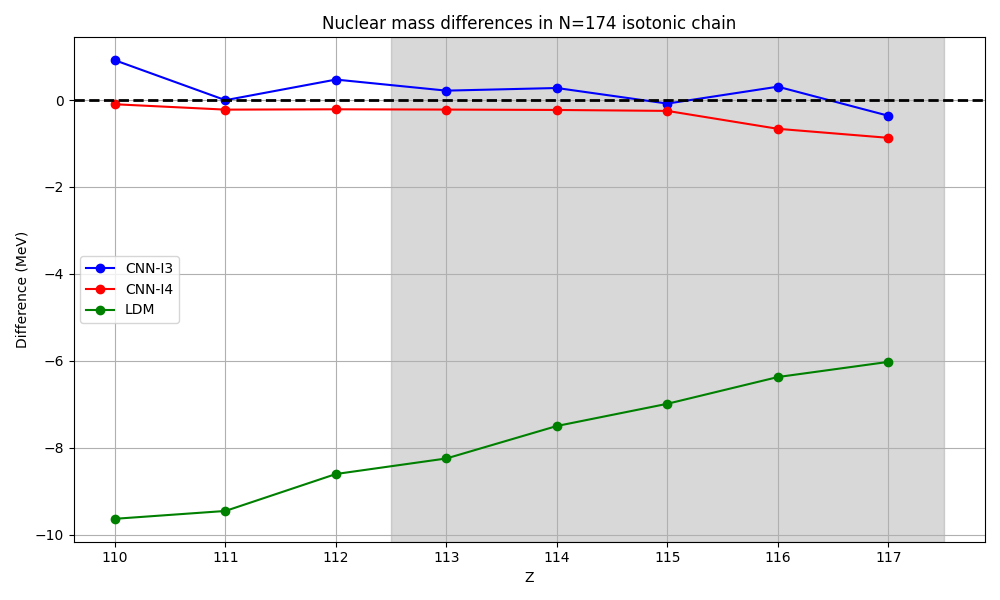 Nuclear mass differences in N=174 isotonic chain
Difference (MeV)
0
−2
−4
−6
−8
−10
CNN-I3
CNN-I4
LDM
110 111 112 113 114 115 116 117
Z